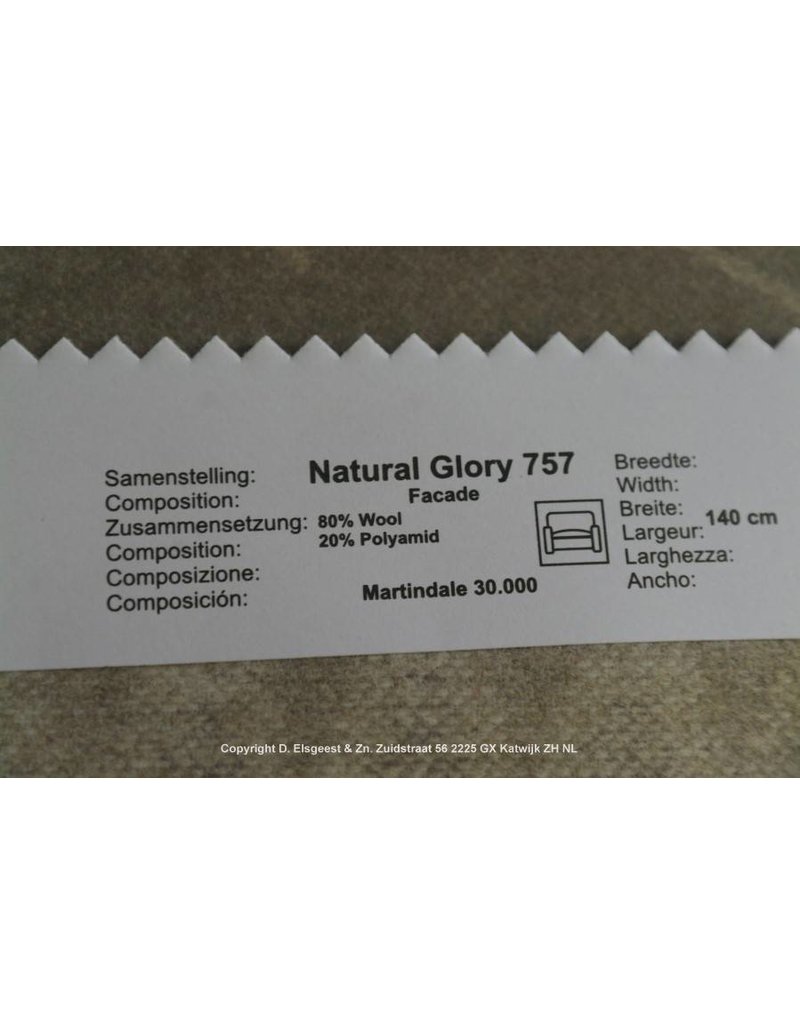 Natural Glory 757
Facade
Samenstelling:
Composition:
Zusammensetzung:
Composition:
Composizione:
Composición:
80% Wool
20% Polyamid
Martindale 30.000
Breedte:
Width:
Breite:
Largeur:
Larghezza:
Ancho:
140 cm
Copyright D. Elsgeest & Zn. Zuidstraat 56 2225 GX Katwijk ZH NL